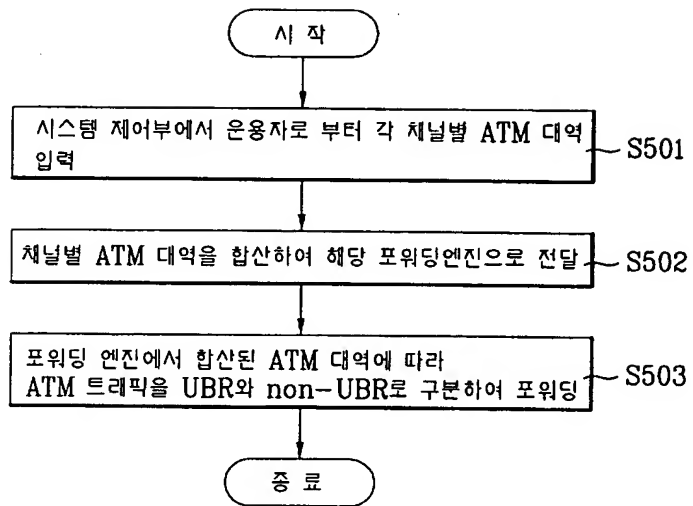 시 작
시스템 제어부에서 운용자로 부터 각 채널별 ATM 대역
입력
S501
채널별 ATM 대역을 합산하여 해당 포워딩엔진으로 전달
S502
포워딩 엔진에서 합산된 ATM 대역에 따라
ATM 트래픽을 UBR와 non-UBR로 구분하여 포워딩
S503
종 료